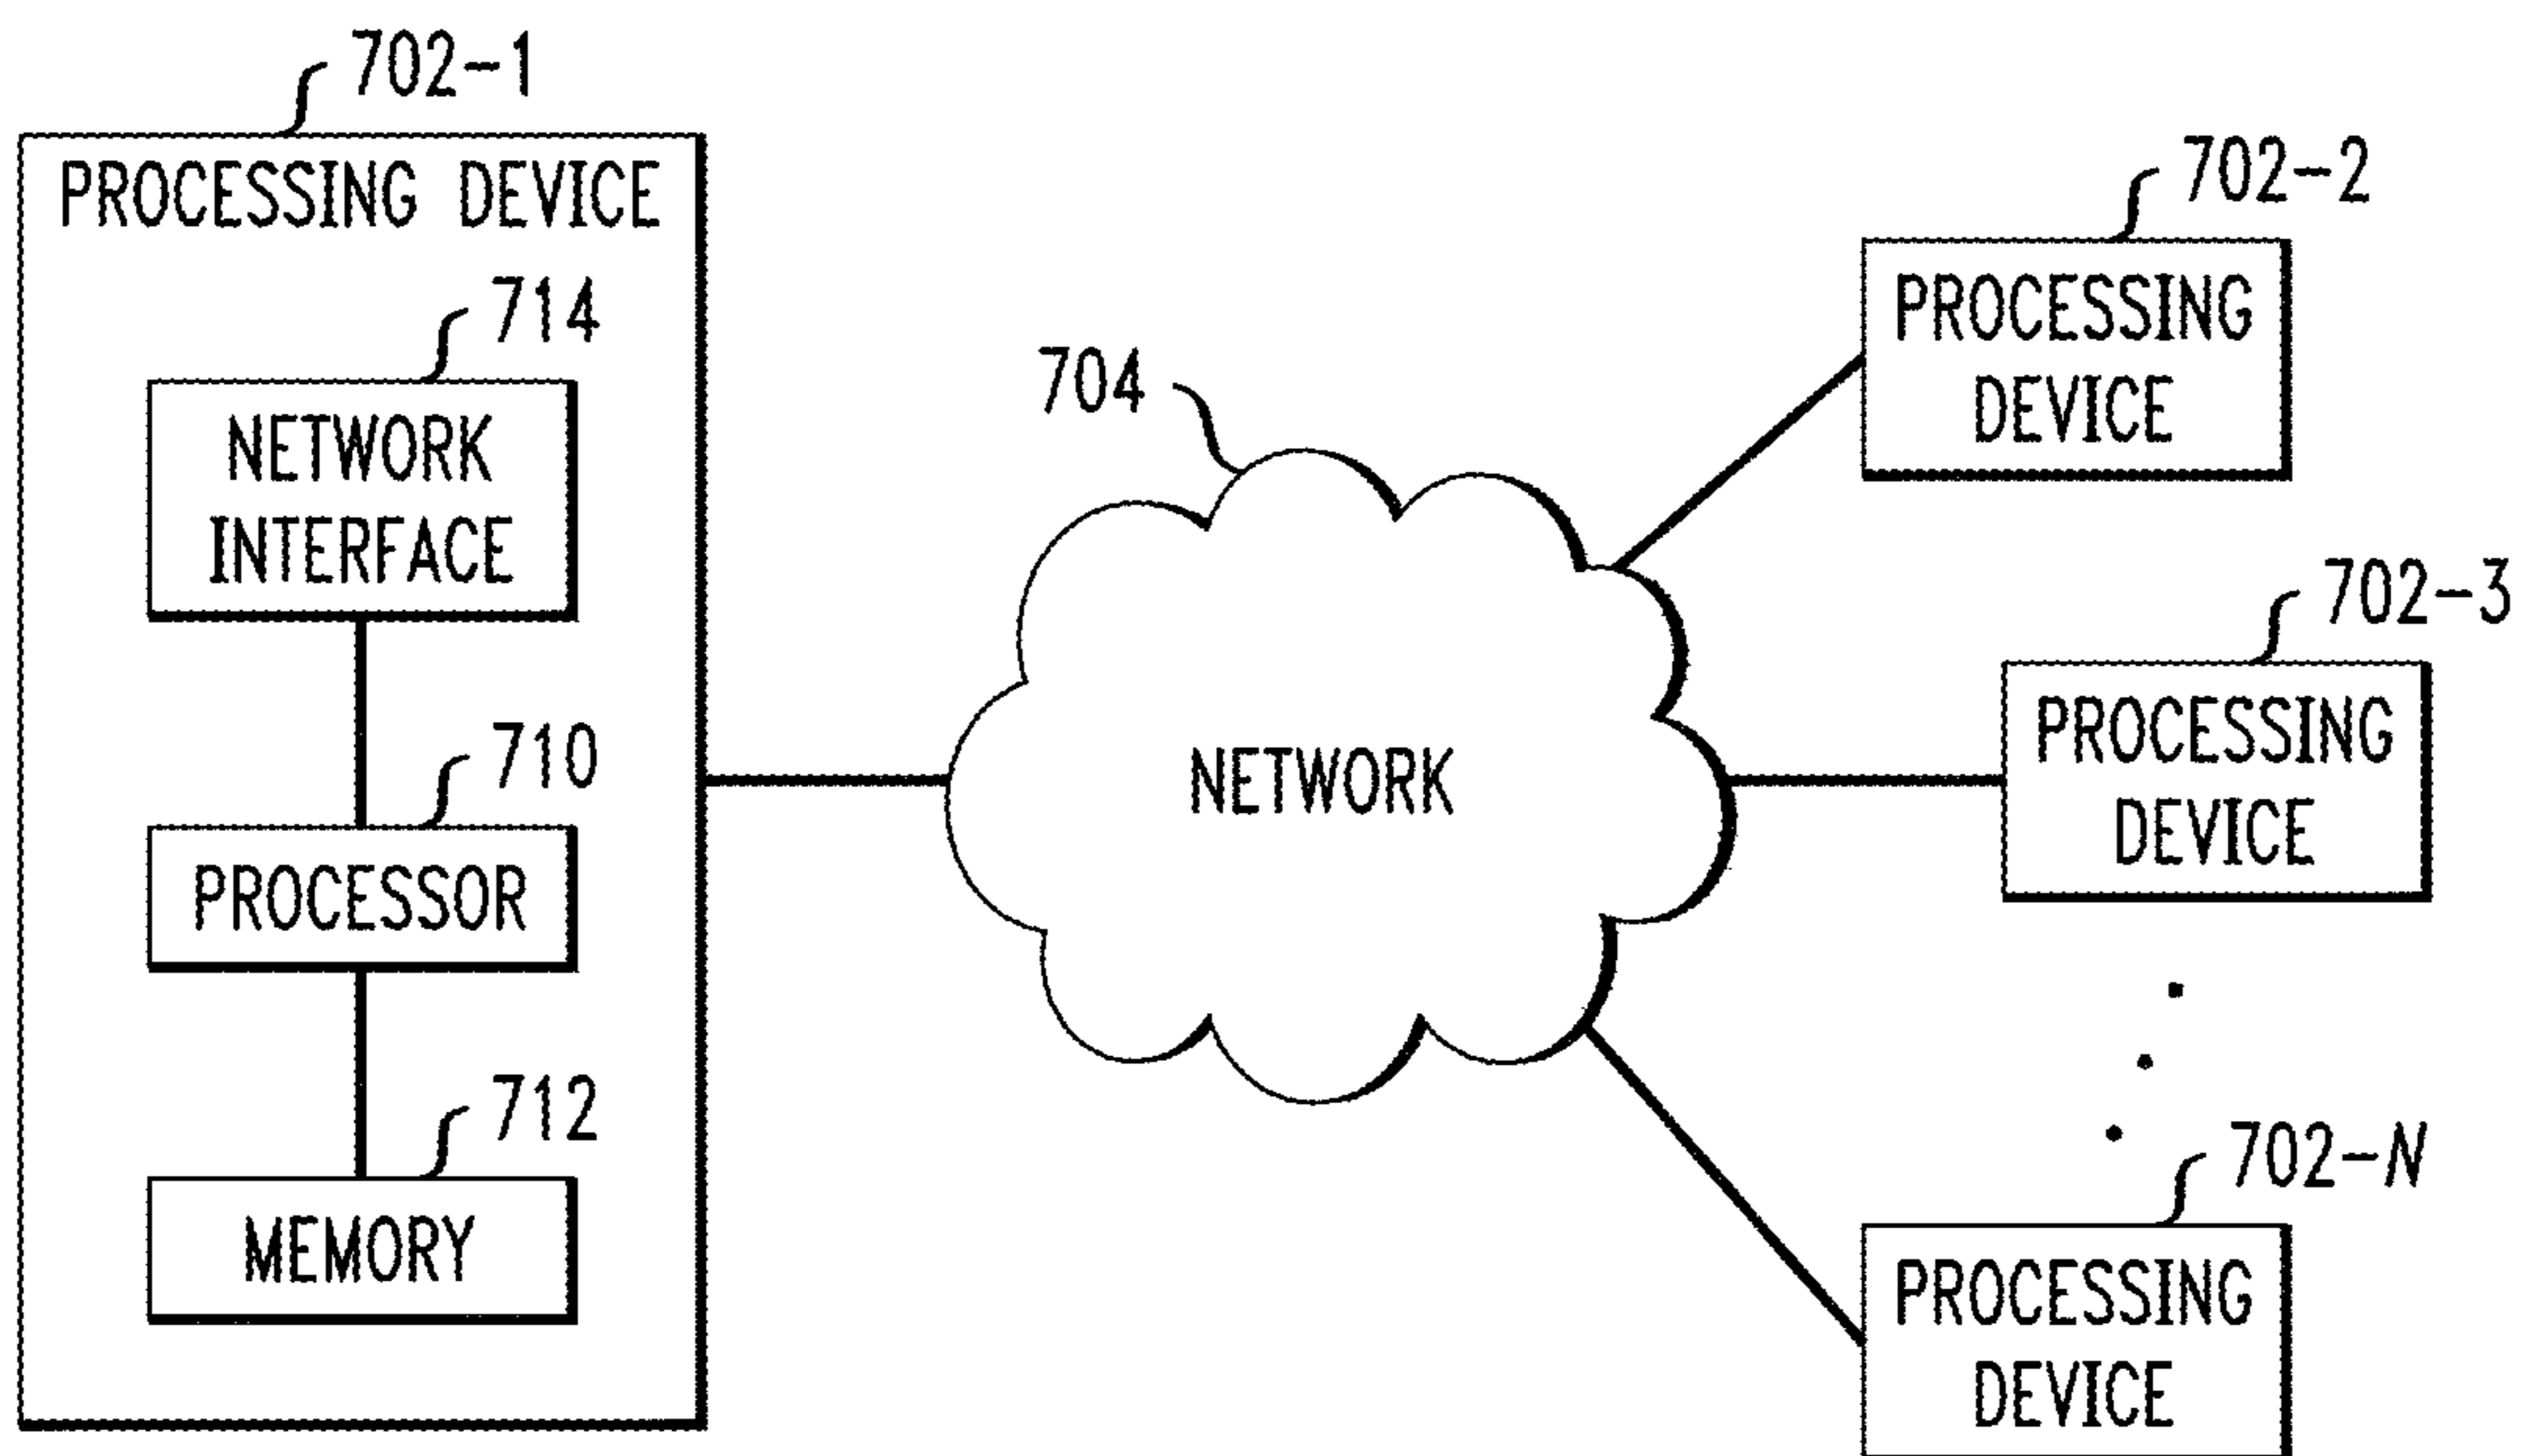 702-1
PROCESSING DEVICE
714
NETWORK
INTERFACE
710
PROCESSOR
712
MEMORY
704
NETWORK
702-2
PROCESSING
DEVICE
702-3
PROCESSING
DEVICE
702-N
PROCESSING
DEVICE